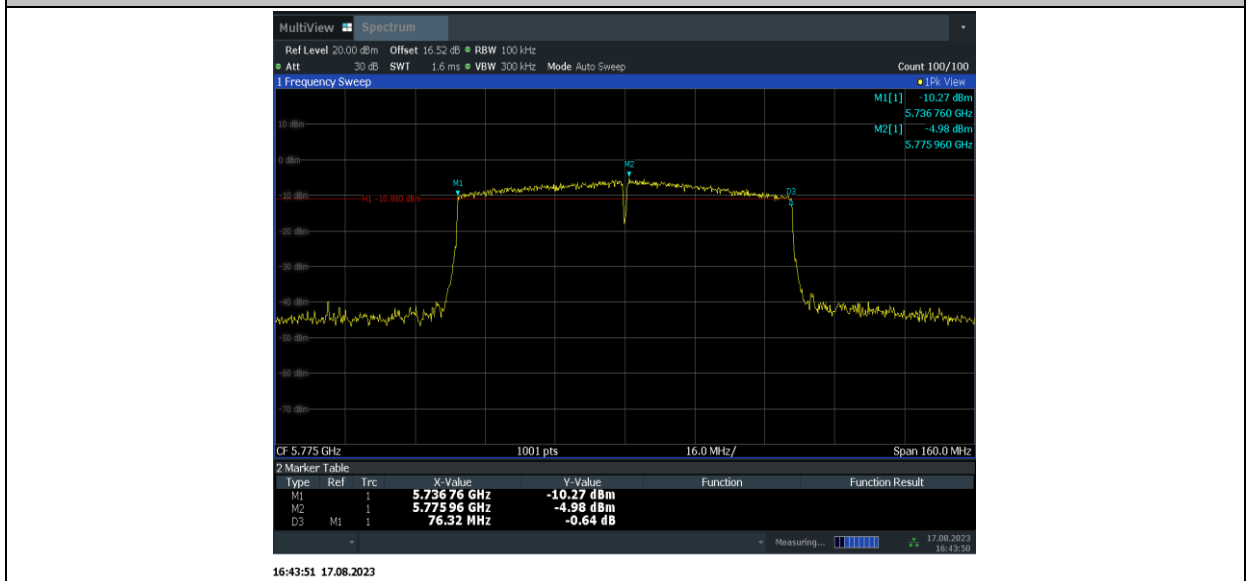 MultiView Spectrum
Ref Level 20.00 dBm Offset 16.52 dB RBW 100 kHz
Att 30 dB SWT 1.6 ms VBW 300 kHz Mode Auto Sweep Count 100/100
1 Frequency Sweep 1Pk View
M1[1] -10.27 dBm
5.736 760 GHz
10 dBm
M2[1] -4.98 dBm
5.775 960 GHz
0 dBm
M2
M1
D3
-10 dBm
H1 -10.980 dBm
-20 dBm
-30 dBm
-40 dBm
-50 dBm
-60 dBm
-70 dBm
CF 5.775 GHz 1001 pts 16.0 MHz/ Span 160.0 MHz
2 Marker Table
Type Ref Trc X-Value Y-Value Function Function Result
M1 1 5.736 76 GHz -10.27 dBm
M2 1 5.775 96 GHz -4.98 dBm
D3 M1 1 76.32 MHz -0.64 dB
Measuring... 17.08.2023
16:43:50
16:43:51 17.08.2023